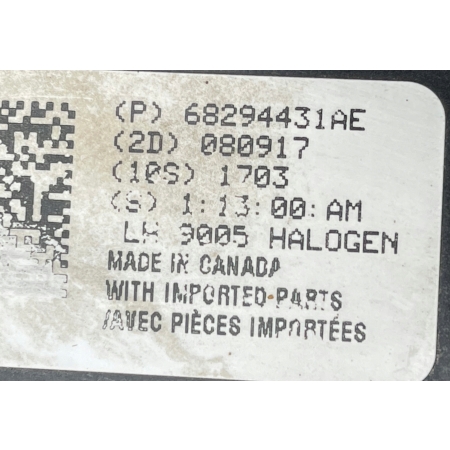 (P) 68294431AE
(2D) 080917
(10S) 1703
(S) 1:13:00:AM
LH 9005 HALOGEN
MADE IN CANADA
WITH IMPORTED PARTS
/AVEC PIÈCES IMPORTÉES